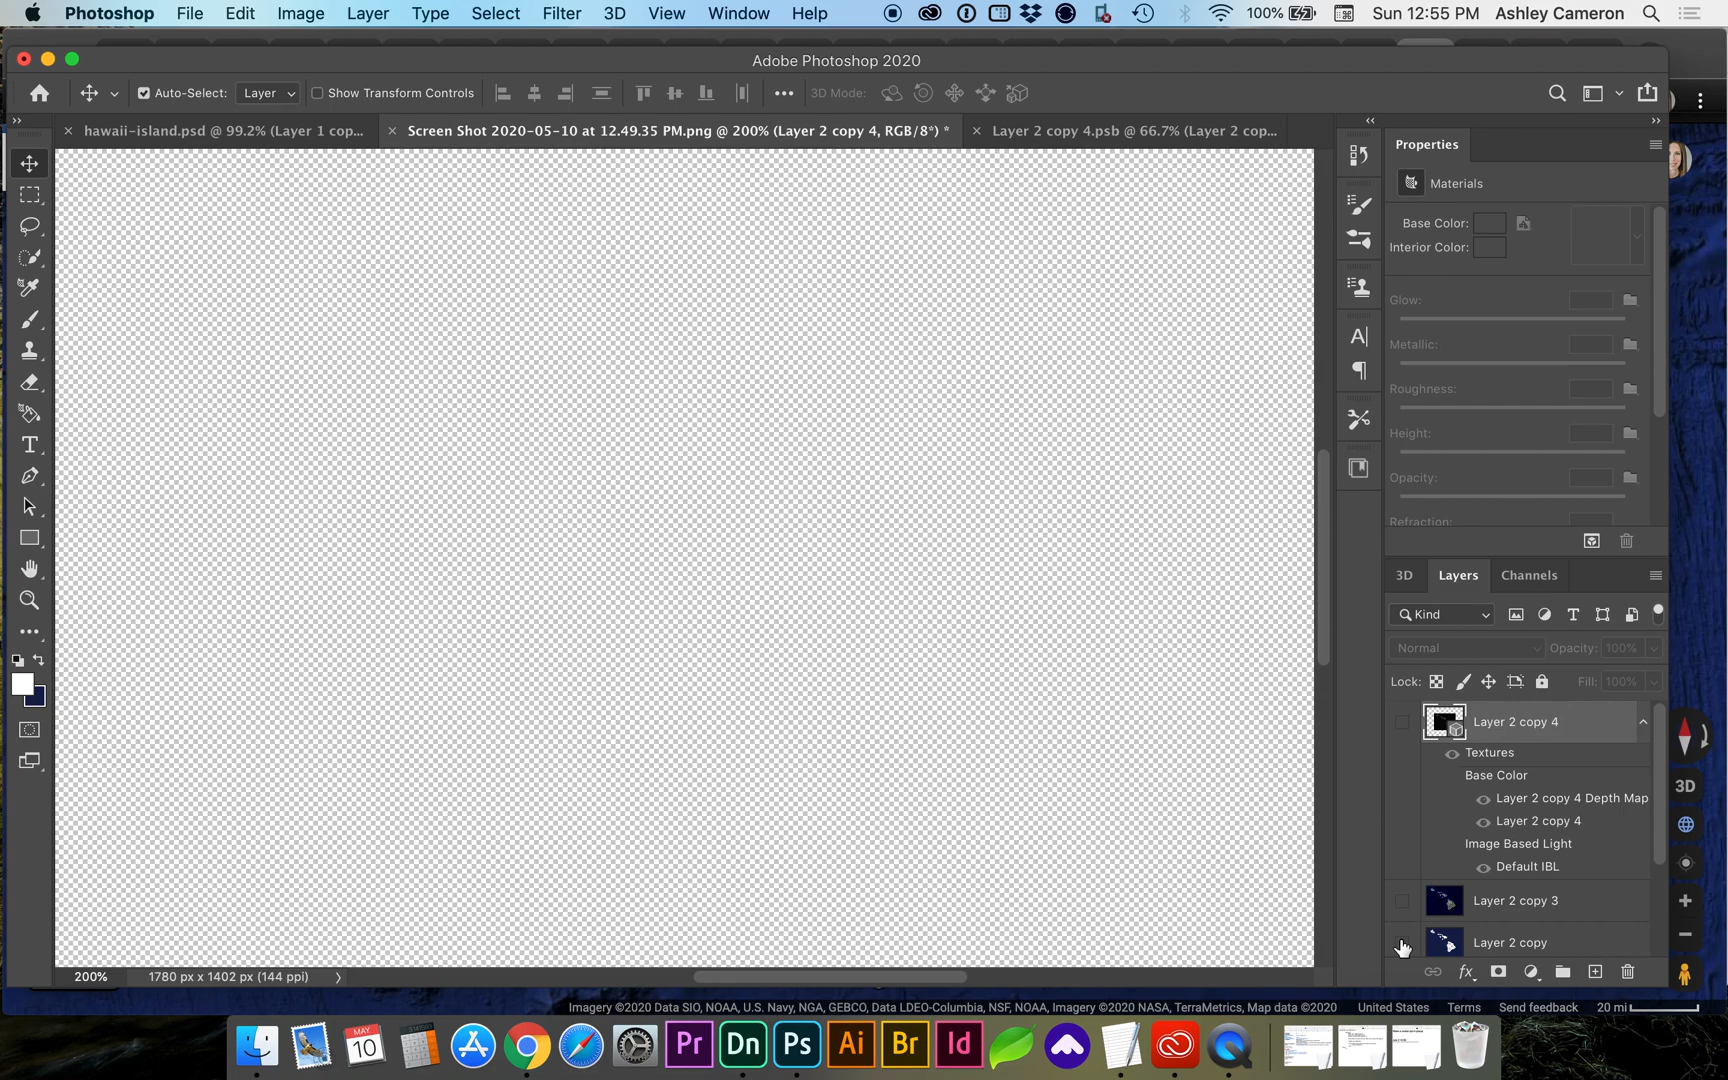 Photoshop File Edit Image Layer Type Select Filter 3D View Window Help 100% Sun 12:55 PM Ashley Cameron
Adobe Photoshop 2020
Auto-Select: Layer Show Transform Controls 3D Mode:
hawaii-island.psd @ 99.2% (Layer 1 cop... Screen Shot 2020-05-10 at 12.49.35 PM.png @ 200% (Layer 2 copy 4, RGB/8*) * Layer 2 copy 4.psb @ 66.7% (Layer 2 cop...
Properties
Materials
Base Color:
Interior Color:
Glow:
Metallic:
Roughness:
Height:
Opacity:
Refraction:
3D Layers Channels
Kind
Normal Opacity: 100%
Lock: Fill: 100%
Layer 2 copy 4
Textures
Base Color
3D
Layer 2 copy 4 Depth Map
Layer 2 copy 4
Image Based Light
Default IBL
Layer 2 copy 3
Layer 2 copy
200% 1780 px x 1402 px (144 ppi)
Imagery ©2020 Data SIO, NOAA, U.S. Navy, NGA, GEBCO, Data LDEO-Columbia, NSF, NOAA, Imagery ©2020 NASA, TerraMetrics, Map data ©2020 United States Terms Send feedback 20 mi
MAY
10
Pr Dn Ps Ai Br Id